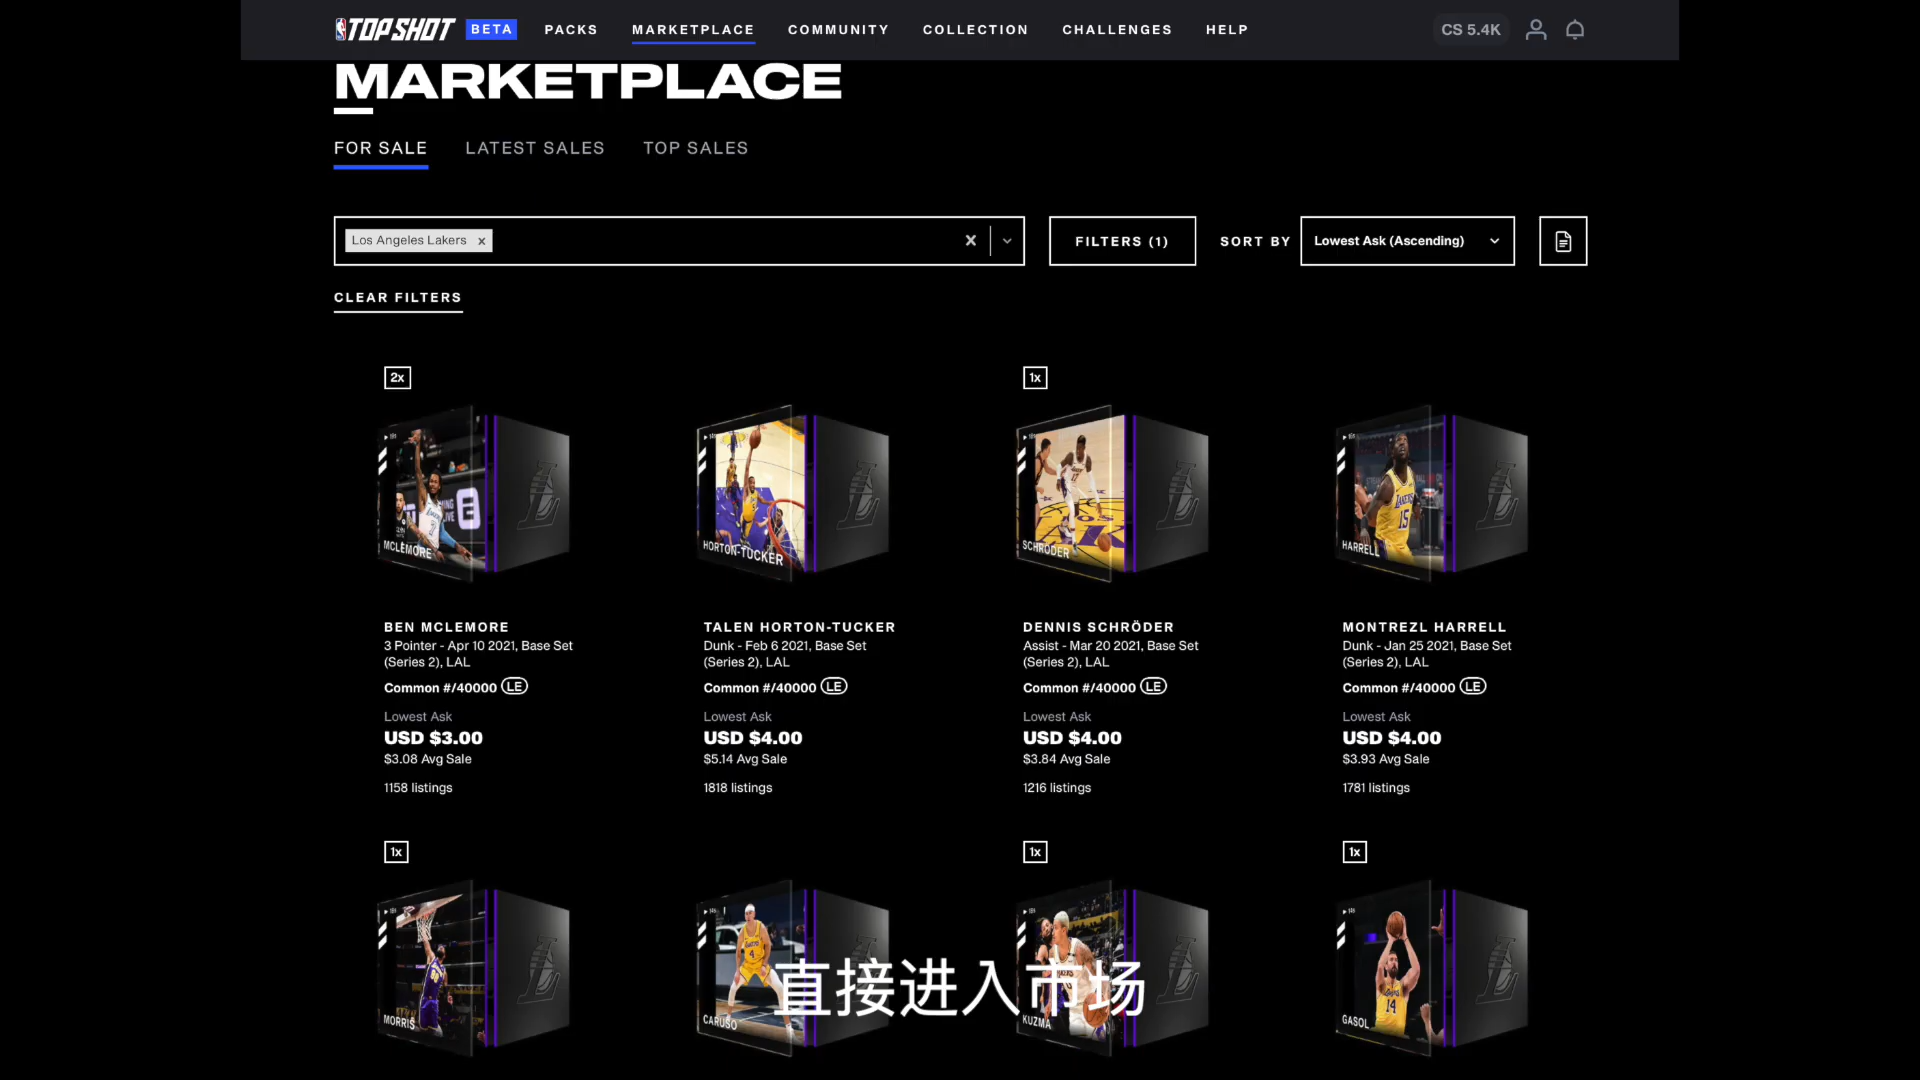 TOP SHOT BETA PACKS MARKETPLACE COMMUNITY COLLECTION CHALLENGES HELP CS 5.4K
MARKETPLACE
FOR SALE LATEST SALES TOP SALES
Los Angeles Lakers x X FILTERS (1) SORT BY Lowest Ask (Ascending)
CLEAR FILTERS
2x 1x
MCLEMORE HORTON-TUCKER SCHRÖDER HARRELL
LAKERS 15
BEN MCLEMORE
3 Pointer - Apr 10 2021, Base Set
(Series 2), LAL
Common #/40000 LE
Lowest Ask
USD $3.00
$3.08 Avg Sale
1158 listings
TALEN HORTON-TUCKER
Dunk - Feb 6 2021, Base Set
(Series 2), LAL
Common #/40000 LE
Lowest Ask
USD $4.00
$5.14 Avg Sale
1818 listings
DENNIS SCHRÖDER
Assist - Mar 20 2021, Base Set
(Series 2), LAL
Common #/40000 LE
Lowest Ask
USD $4.00
$3.84 Avg Sale
1216 listings
MONTREZL HARRELL
Dunk - Jan 25 2021, Base Set
(Series 2), LAL
Common #/40000 LE
Lowest Ask
USD $4.00
$3.93 Avg Sale
1781 listings
1x 1x 1x
4
14
MORRIS CARUSO KUZMA GASOL
直接进入市场